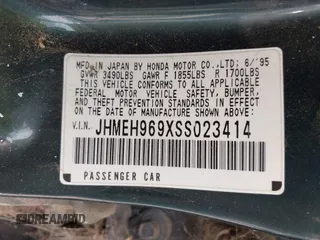 MFD. IN JAPAN BY HONDA MOTOR CO.,LTD; 6/'95
GVWR 3490LBS GAWR F 1855LBS R 1700LBS
THIS VEHICLE CONFORMS TO ALL APPLICABLE
FEDERAL MOTOR VEHICLE SAFETY, BUMPER,
AND THEFT PREVENTION STANDARDS IN EFFECT
ON THE DATE OF MANUFACTURE SHOWN ABOVE.
V.I.N. JHMEH969XSS023414
PASSENGER CAR
IDREAMBID